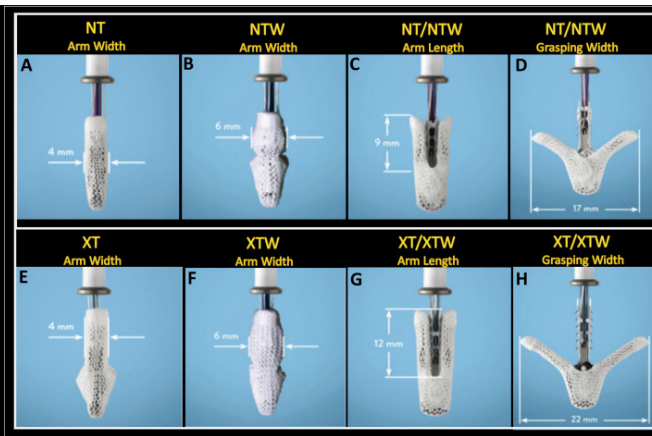 NT
Arm Width
NTW
Arm Width
NT/NTW
Arm Length
NT/NTW
Grasping Width
A
B
C
D
4 mm
6 mm
9 mm
17 mm
XT
Arm Width
XTW
Arm Width
XT/XTW
Arm Length
XT/XTW
Grasping Width
E
F
G
H
4 mm
6 mm
12 mm
22 mm